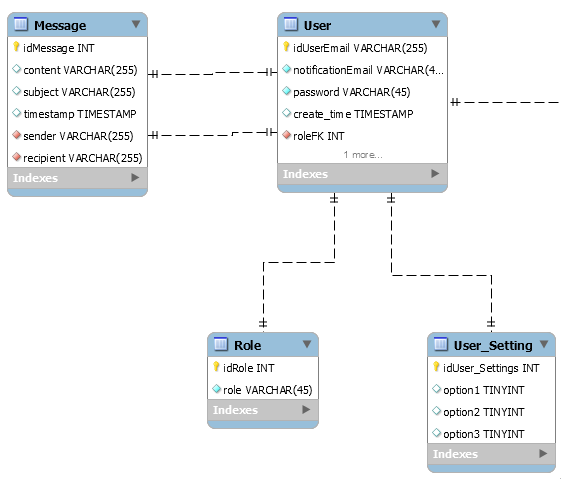 Message
idMessage INT
content VARCHAR(255)
subject VARCHAR(255)
timestamp TIMESTAMP
sender VARCHAR(255)
recipient VARCHAR(255)
Indexes
User
idUserEmail VARCHAR(255)
notificationEmail VARCHAR(4...
password VARCHAR(45)
create_time TIMESTAMP
roleFK INT
1 more...
Indexes
Role
idRole INT
role VARCHAR(45)
Indexes
User_Setting
idUser_Settings INT
option1 TINYINT
option2 TINYINT
option3 TINYINT
Indexes